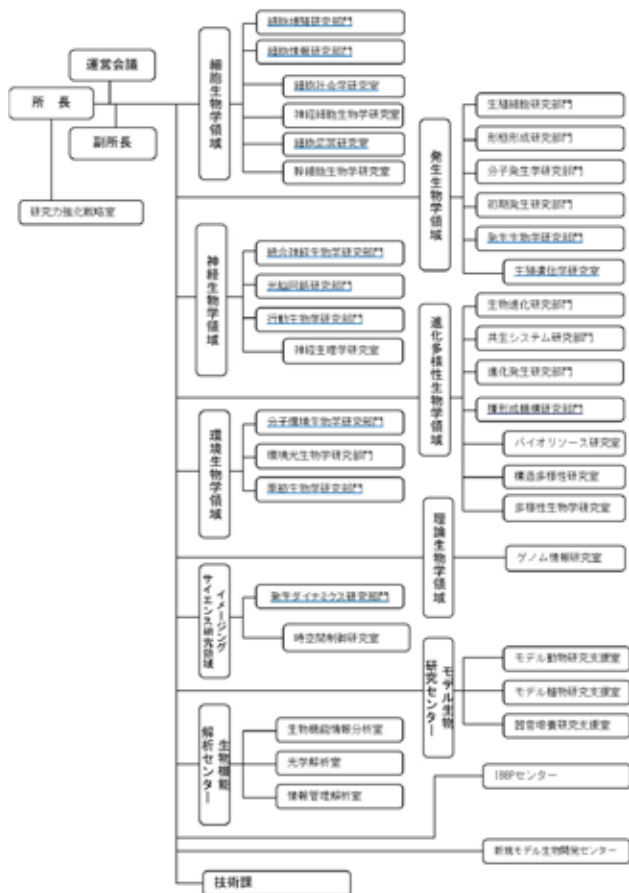 運営会議
所 長
副所長
研究力強化戦略室
細胞生物学領域
細胞増殖研究部門
細胞情報研究部門
細胞社会学研究室
神経細胞生物学研究室
細胞応答研究室
幹細胞生物学研究室
発生生物学領域
生殖細胞研究部門
形態形成研究部門
分子発生学研究部門
初期発生研究部門
発生生物学研究部門
生殖遺伝学研究室
神経生物学領域
統合神経生物学研究部門
光脳回路研究部門
行動生物学研究部門
神経生理学研究室
進化多様性生物学領域
生物進化研究部門
共生システム研究部門
進化発生研究部門
種形成機構研究部門
バイオリソース研究室
構造多様性研究室
多様性生物学研究室
環境生物学領域
分子環境生物学研究部門
環境光生物学研究部門
季節生物学研究部門
理論生物学領域
ゲノム情報研究室
イメージング
サイエンス研究領域
発生ダイナミクス研究部門
時空間制御研究室
モデル生物
研究センター
モデル動物研究支援室
モデル植物研究支援室
器官培養研究支援室
生物機能
解析センター
生物機能情報分析室
光学解析室
情報管理解析室
IBBPセンター
新規モデル生物開発センター
技術課